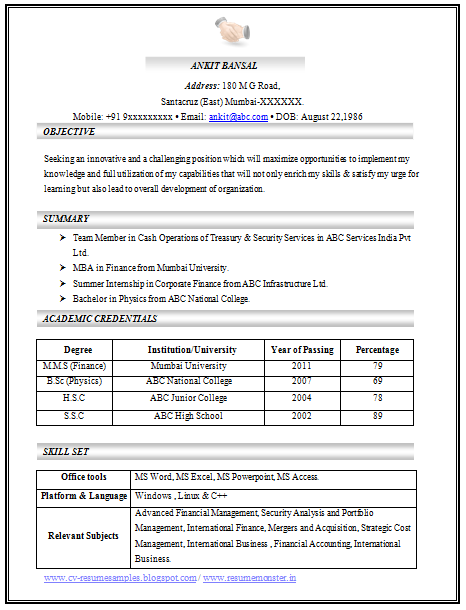 ANKIT BANSAL
Address: 180 M G Road,
Santacruz (East) Mumbai-XXXXXX.
Mobile: +91 9xxxxxxxxx • Email: ankit@abc.com • DOB: August 22,1986
OBJECTIVE
Seeking an innovative and a challenging position which will maximize opportunities to implement my
knowledge and full utilization of my capabilities that will not only enrich my skills & satisfy my urge for
learning but also lead to overall development of organization.
SUMMARY
➢ Team Member in Cash Operations of Treasury & Security Services in ABC Services India Pvt
Ltd.
➢ MBA in Finance from Mumbai University.
➢ Summer Internship in Corporate Finance from ABC Infrastructure Ltd.
➢ Bachelor in Physics from ABC National College.
ACADEMIC CREDENTIALS
Degree Institution/University Year of Passing Percentage
M.M.S (Finance) Mumbai University 2011 79
B.Sc (Physics) ABC National College 2007 69
H.S.C ABC Junior College 2004 78
S.S.C ABC High School 2002 89
SKILL SET
Office tools MS Word, MS Excel, MS Powerpoint, MS Access.
Platform & Language Windows , Linux & C++
Relevant Subjects Advanced Financial Management, Security Analysis and Portfolio
Management, International Finance, Mergers and Acquisition, Strategic Cost
Management, International Business , Financial Accounting, International
Business.
www.cv-resumesamples.blogspot.com / www.resumemonster.in